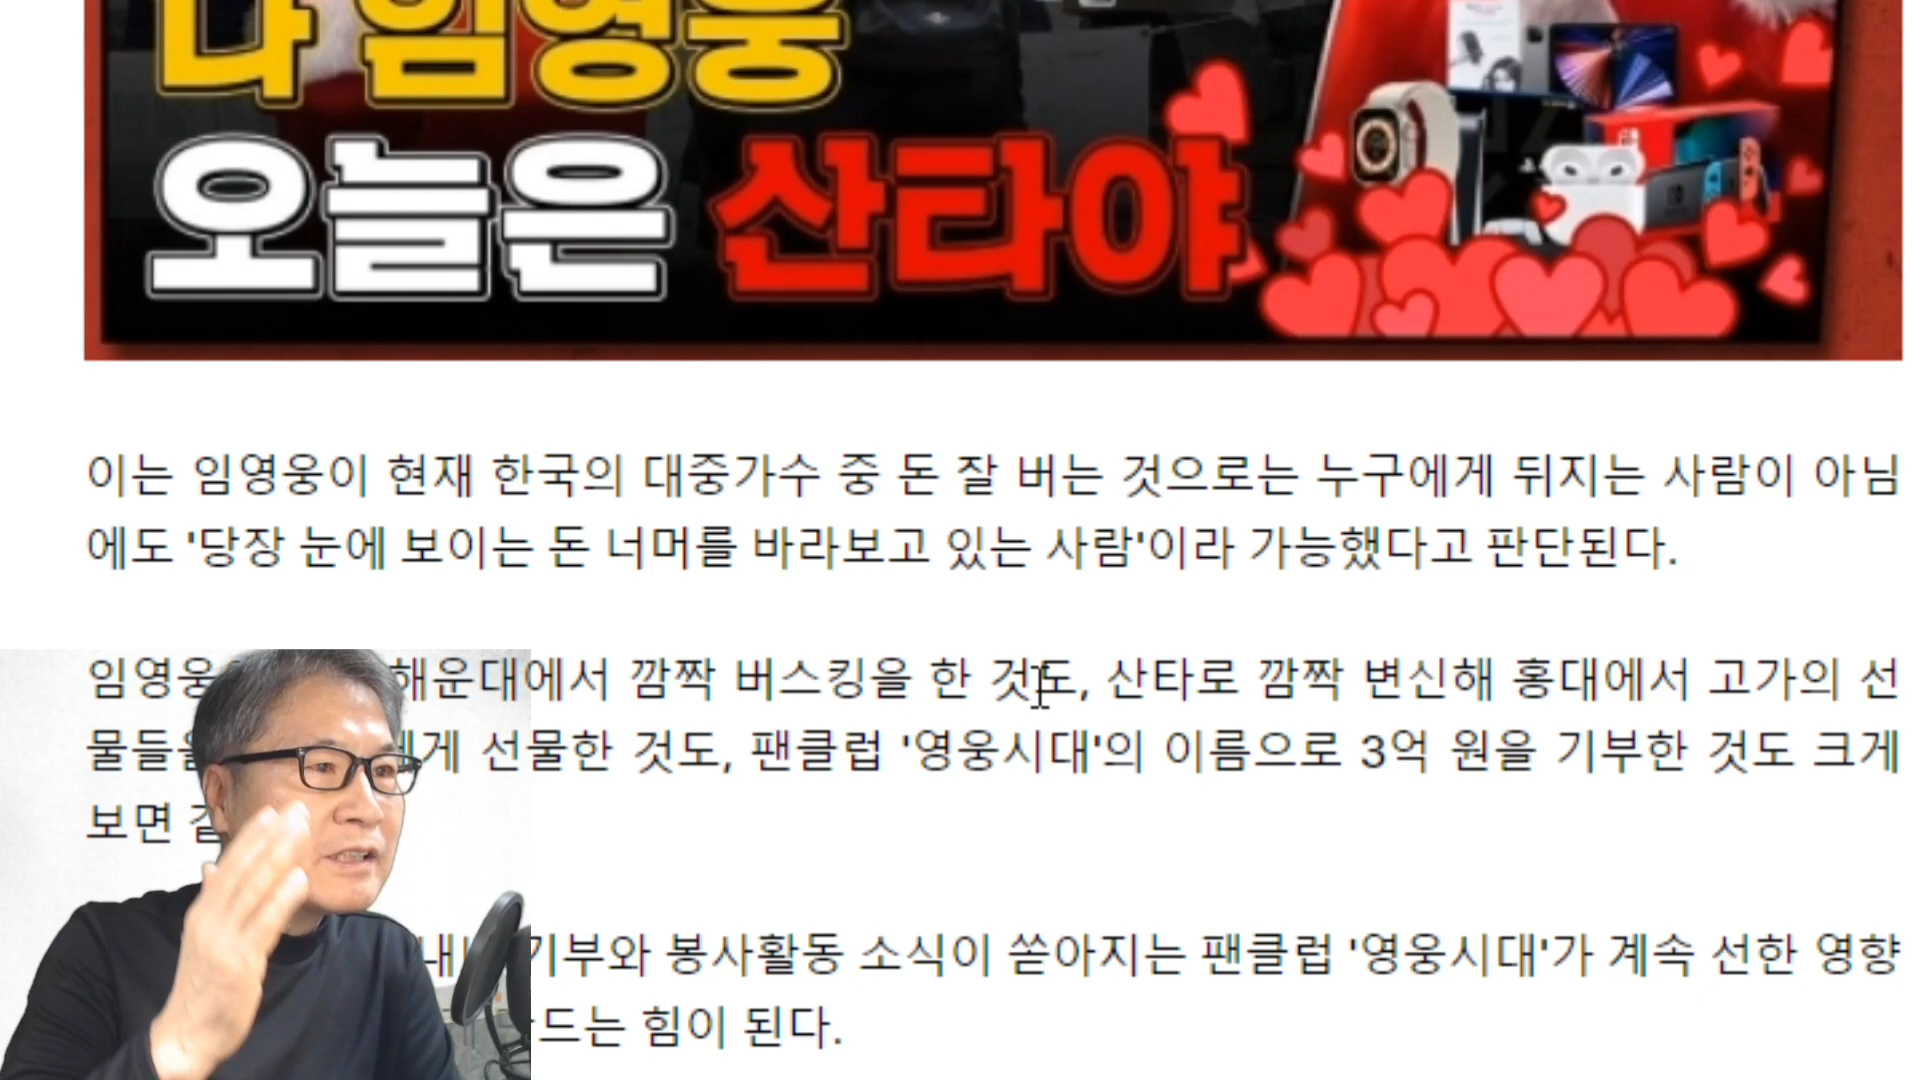 나 임영웅
오늘은 산타야
이는 임영웅이 현재 한국의 대중가수 중 돈 잘 버는 것으로는 누구에게 뒤지는 사람이 아님
에도 '당장 눈에 보이는 돈 너머를 바라보고 있는 사람'이라 가능했다고 판단된다.
임영웅 해운대에서 깜짝 버스킹을 한 것도, 산타로 깜짝 변신해 홍대에서 고가의 선
물들을 에게 선물한 것도, 팬클럽 '영웅시대'의 이름으로 3억 원을 기부한 것도 크게
보면
기부와 봉사활동 소식이 쏟아지는 팬클럽 '영웅시대'가 계속 선한 영향
드는 힘이 된다.